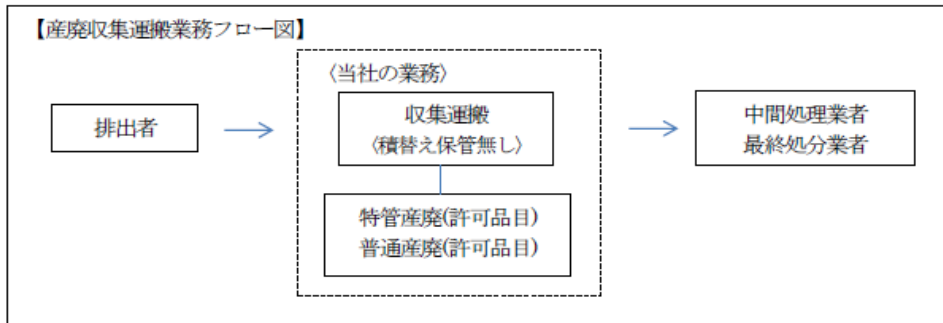 【産廃収集運搬業務フロー図】
〈当社の業務〉
排出者
収集運搬
〈積替え保管無し〉
特管産廃(許可品目)
普通産廃(許可品目)
中間処理業者
最終処分業者